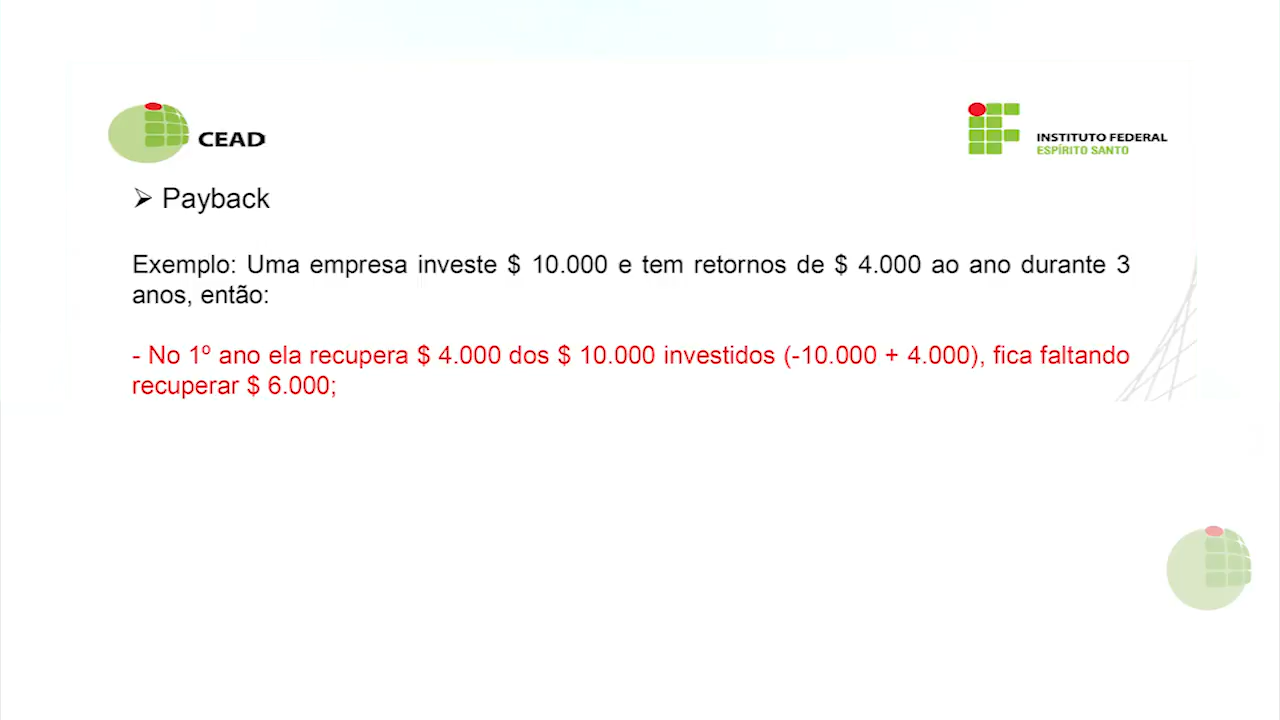 CEAD
INSTITUTO FEDERAL
ESPÍRITO SANTO
➢ Payback
Exemplo: Uma empresa investe $ 10.000 e tem retornos de $ 4.000 ao ano durante 3
anos, então:
- No 1º ano ela recupera $ 4.000 dos $ 10.000 investidos (-10.000 + 4.000), fica faltando
recuperar $ 6.000;